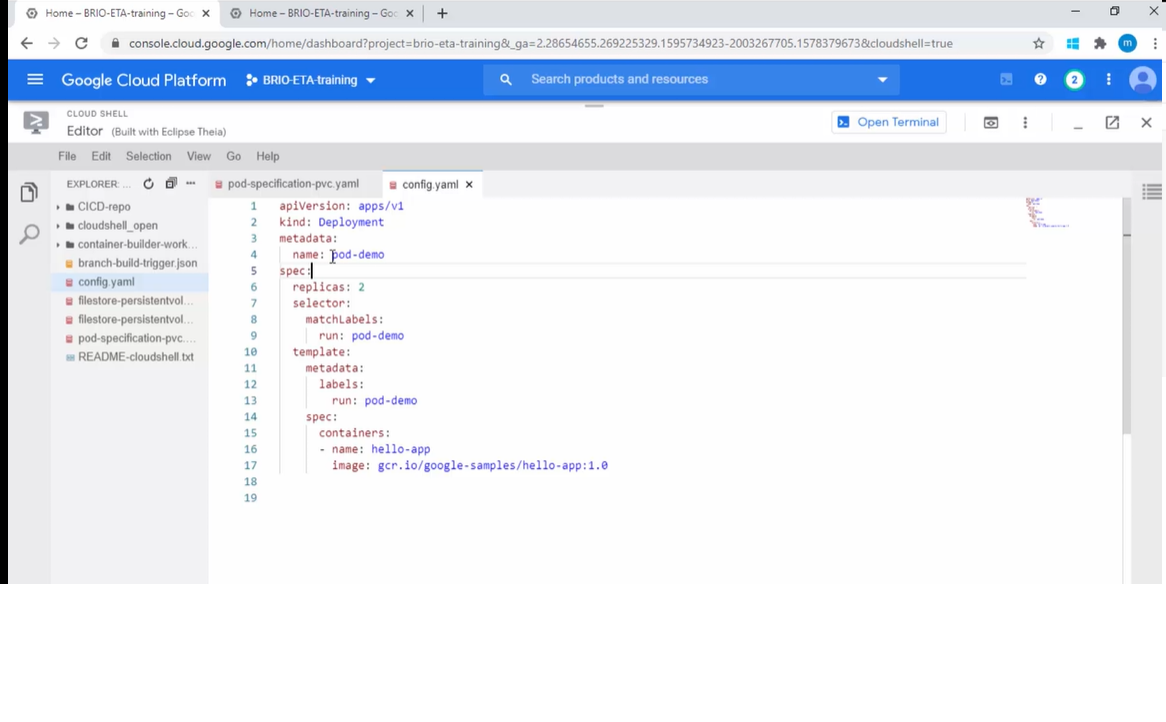 Home – BRIO-ETA-training – Goo
Home – BRIO-ETA-training – Goo
console.cloud.google.com/home/dashboard?project=brio-eta-training&_ga=2.28654655.269225329.1595734923-2003267705.1578379673&cloudshell=true
m
Google Cloud Platform
BRIO-ETA-training
Search products and resources
2
CLOUD SHELL
Editor (Built with Eclipse Theia)
Open Terminal
File Edit Selection View Go Help
EXPLORER: ...
pod-specification-pvc.yaml
config.yaml
CICD-repo
cloudshell_open
container-builder-work...
branch-build-trigger.json
config.yaml
filestore-persistentvol...
filestore-persistentvol...
pod-specification-pvc....
README-cloudshell.txt
1 apiVersion: apps/v1
2 kind: Deployment
3 metadata:
4 name: pod-demo
5 spec:
6 replicas: 2
7 selector:
8 matchLabels:
9 run: pod-demo
10 template:
11 metadata:
12 labels:
13 run: pod-demo
14 spec:
15 containers:
16 - name: hello-app
17 image: gcr.io/google-samples/hello-app:1.0
18
19